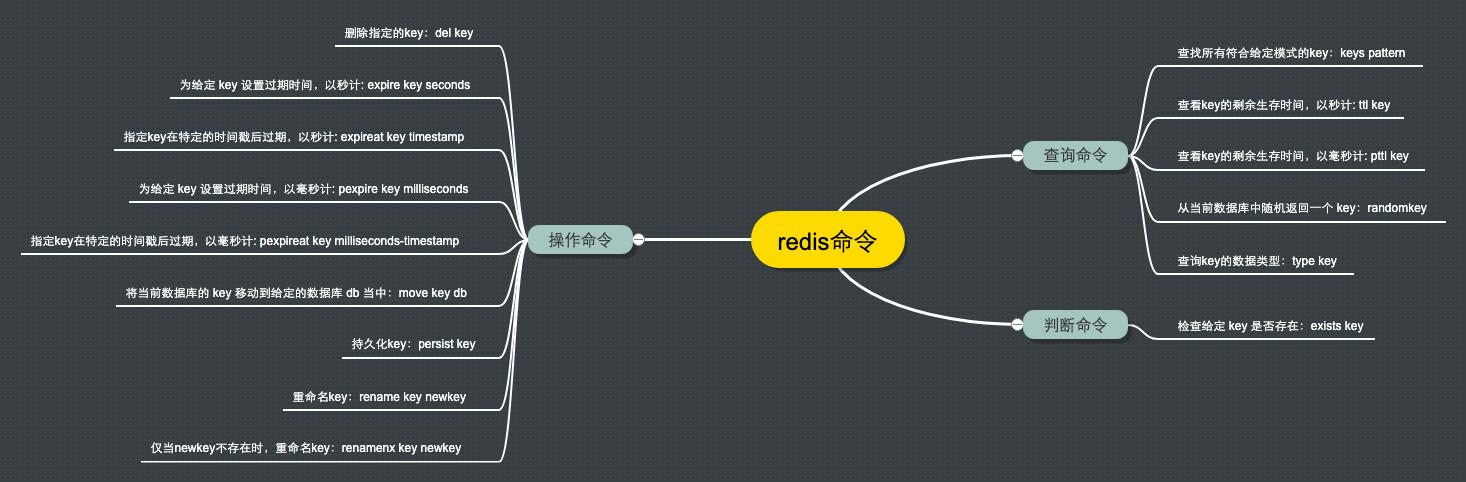 redis命令
操作命令
删除指定的key：del key
为给定 key 设置过期时间，以秒计: expire key seconds
指定key在特定的时间戳后过期，以秒计: expireat key timestamp
为给定 key 设置过期时间，以毫秒计: pexpire key milliseconds
指定key在特定的时间戳后过期，以毫秒计: pexpireat key milliseconds-timestamp
将当前数据库的 key 移动到给定的数据库 db 当中：move key db
持久化key：persist key
重命名key：rename key newkey
仅当newkey不存在时，重命名key：renamenx key newkey
查询命令
查找所有符合给定模式的key：keys pattern
查看key的剩余生存时间，以秒计: ttl key
查看key的剩余生存时间，以毫秒计: pttl key
从当前数据库中随机返回一个 key：randomkey
查询key的数据类型：type key
判断命令
检查给定 key 是否存在：exists key